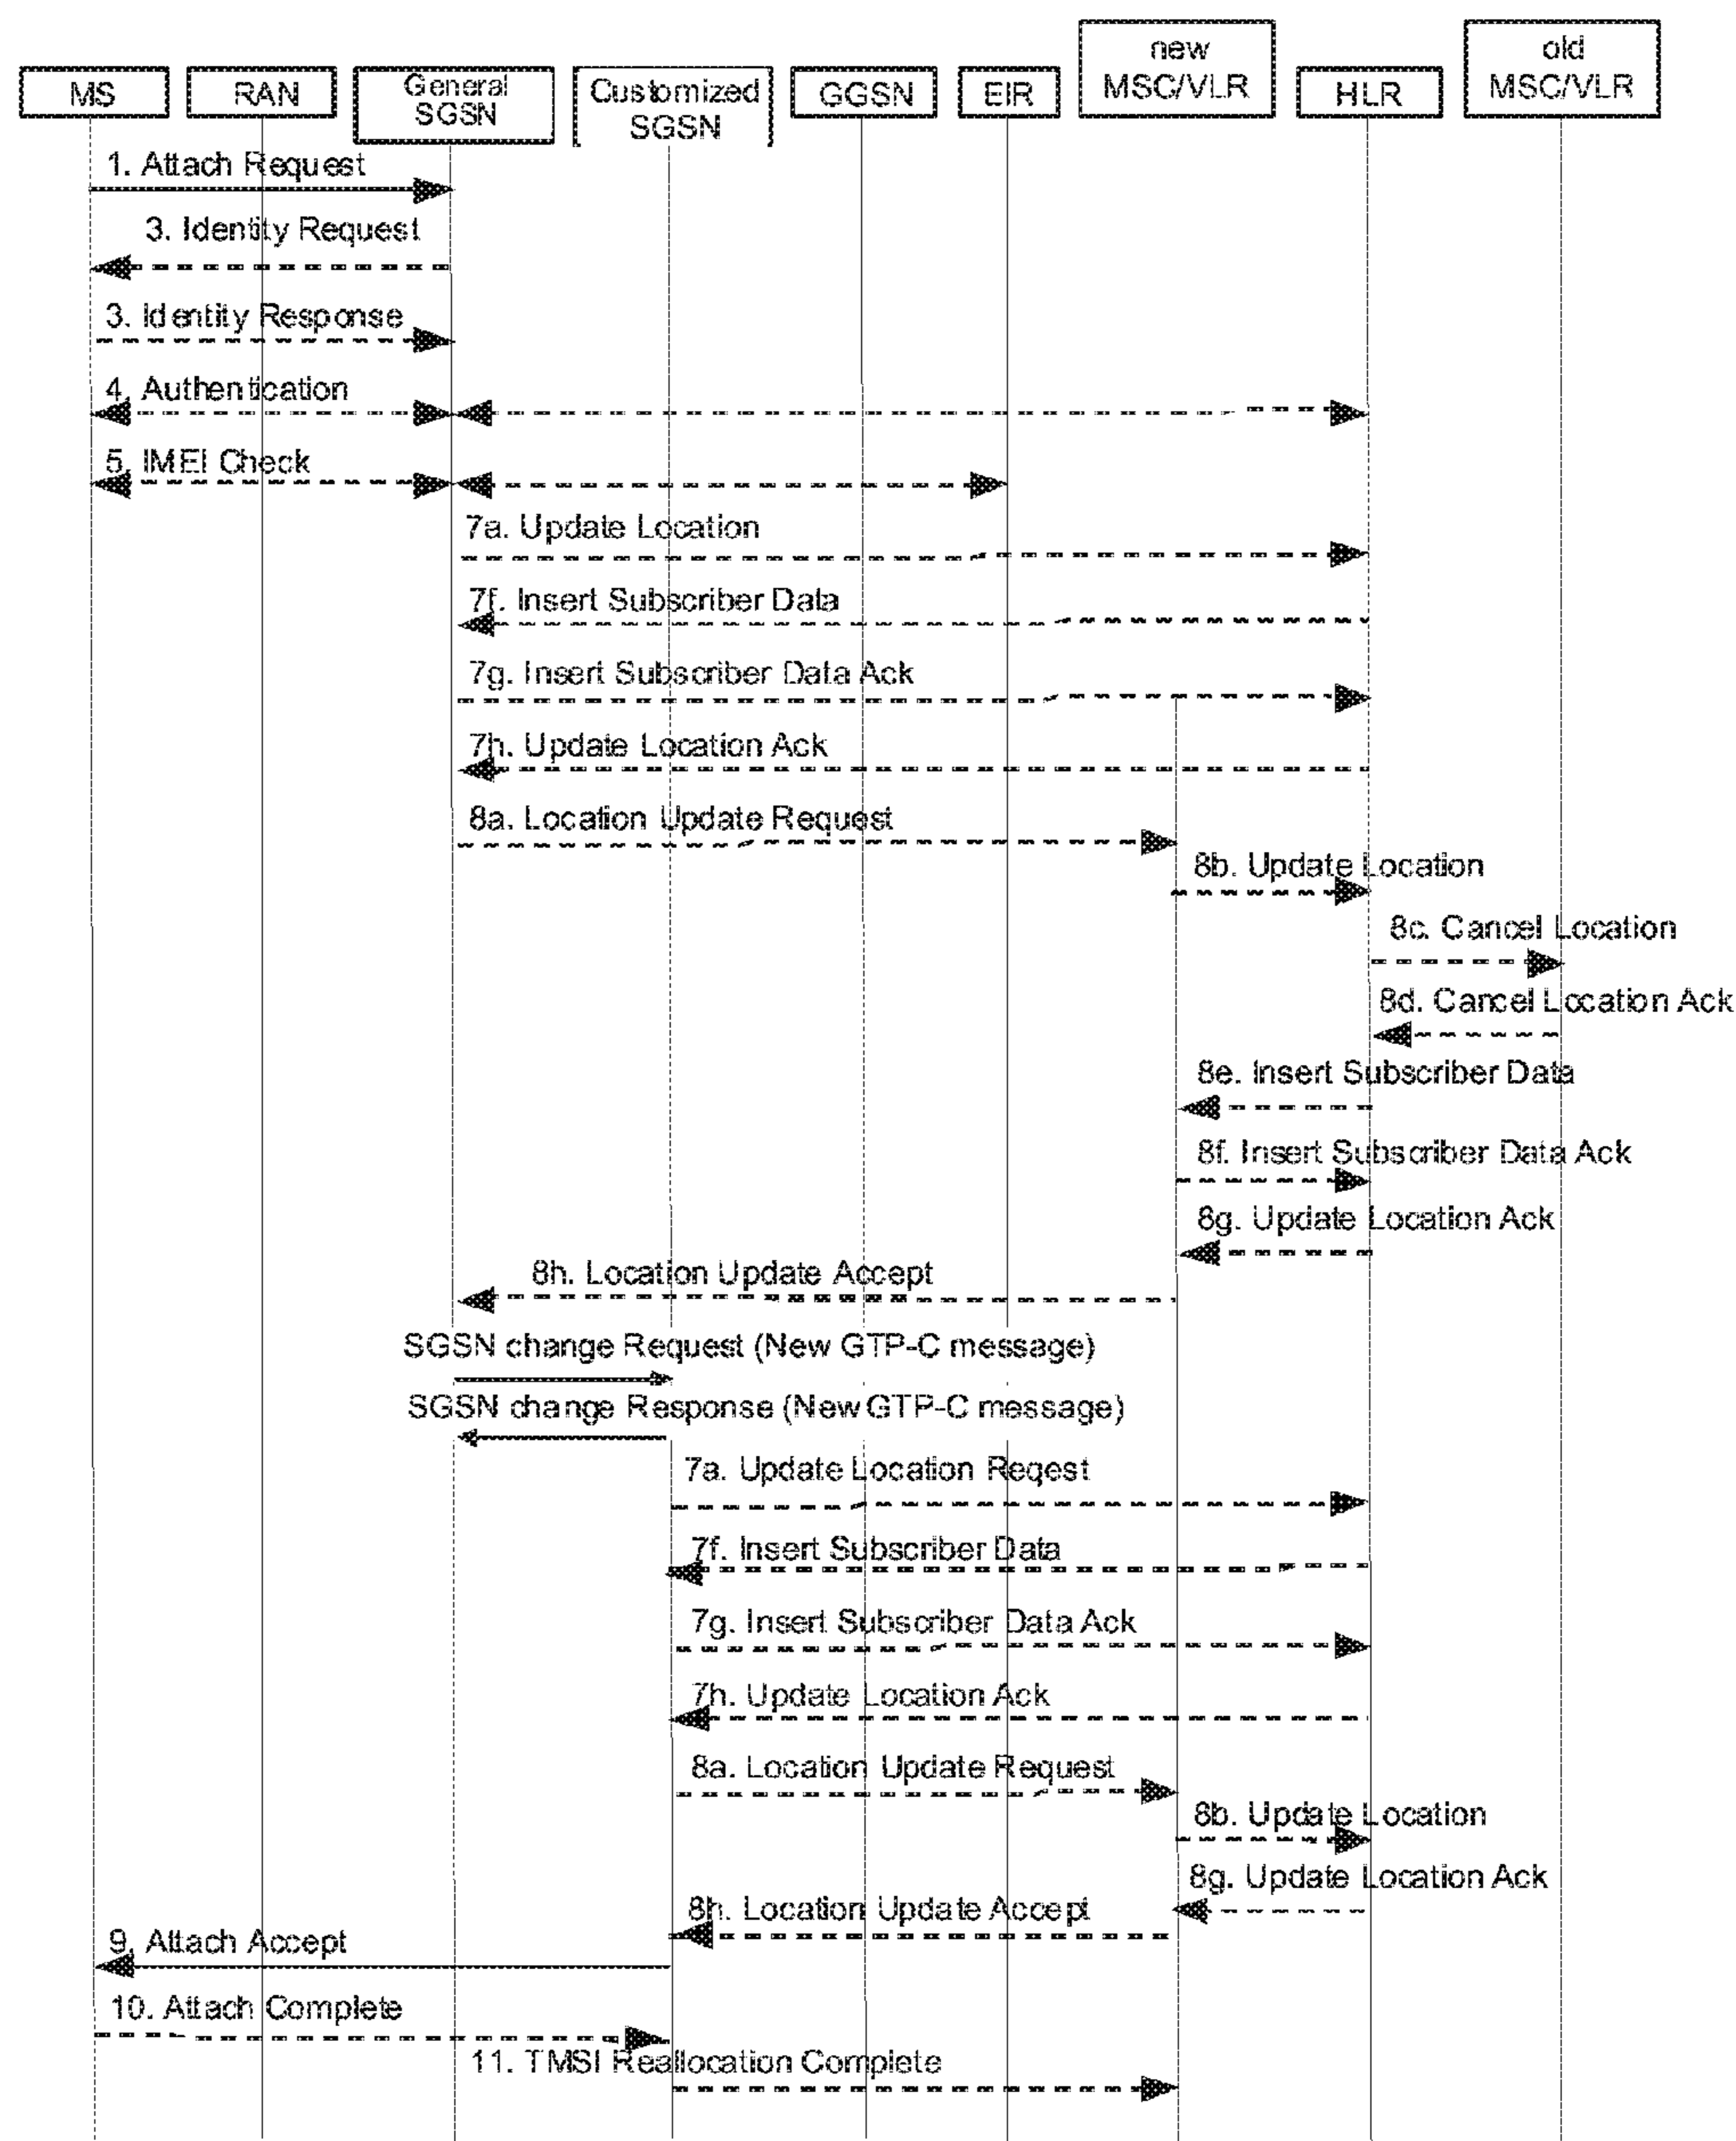 MS
RAN
General
SGSN
Customized
SGSN
GGSN
EIR
new
MSC/VLR
HLR
old
MSC/VLR
1. Attach Request
3. Identity Request
3. Identity Response
4. Authentication
5. IMEI Check
7a. Update Location
7f. Insert Subscriber Data
7g. Insert Subscriber Data Ack
7h. Update Location Ack
8a. Location Update Request
8b. Update Location
8c. Cancel Location
8d. Cancel Location Ack
8e. Insert Subscriber Data
8f. Insert Subscriber Data Ack
8g. Update Location Ack
8h. Location Update Accept
SGSN change Request (New GTP-C message)
SGSN change Response (New GTP-C message)
7a. Update Location Reqest
7f. Insert Subscriber Data
7g. Insert Subscriber Data Ack
7h. Update Location Ack
8a. Location Update Request
8b. Update Location
8g. Update Location Ack
8h. Location Update Accept
9. Attach Accept
10. Attach Complete
11. TMSI Reallocation Complete